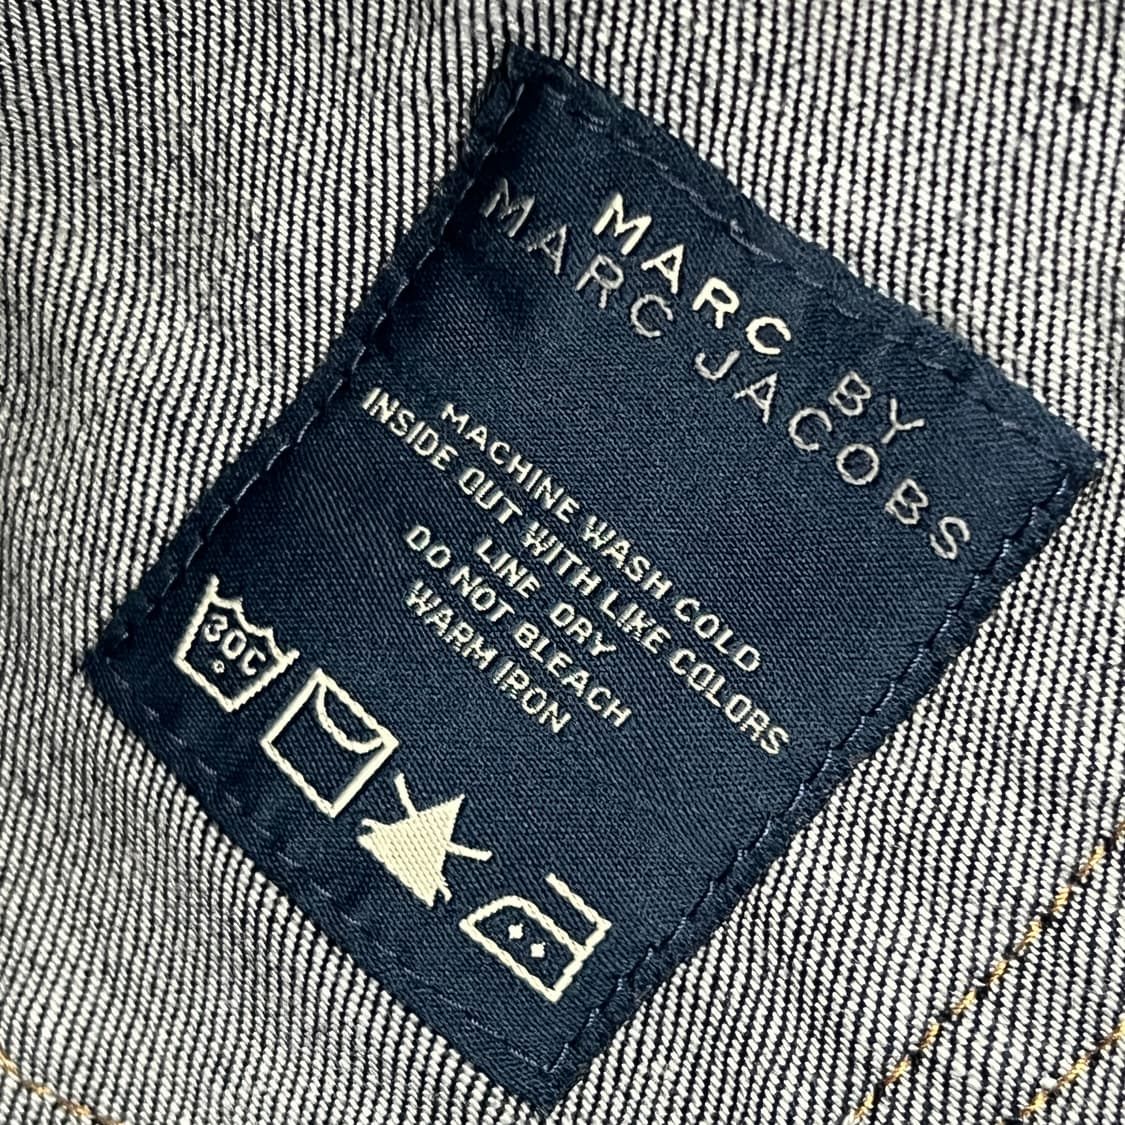 MARC BY
MARC JACOBS
MACHINE WASH COLD
INSIDE OUT WITH LIKE COLORS
LINE DRY
DO NOT BLEACH
WARM IRON
30C